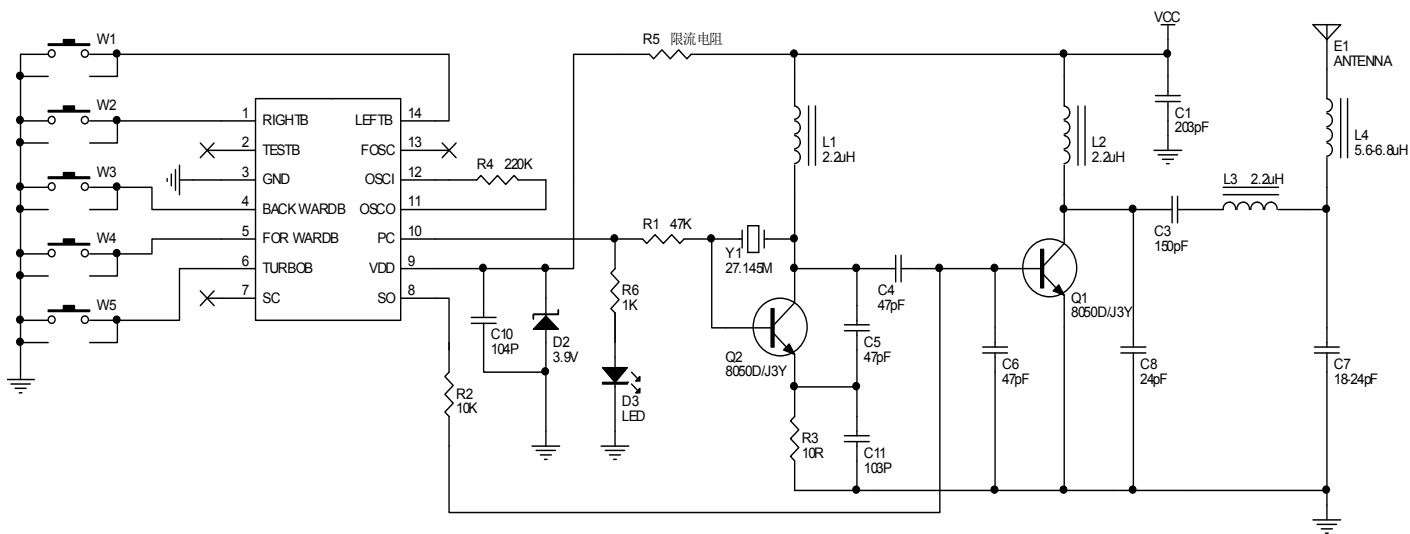 W1
W2
W3
W4
W5
1 RIGHTB LEFTB 14
2 TESTB FOSC 13
3 GND OSCI 12
4 BACK WARDB OSCO 11
5 FOR WARDB PC 10
6 TURBOB VDD 9
7 SC SO 8
R5 限流电阻
VCC
E1
ANTENNA
C1
203pF
L1
2.2uH
L2
2.2uH
L4
5.6-6.8uH
R4 220K
L3 2.2uH
R1 47K
Y1
27.145M
C3
150pF
C4
47pF
Q1
8050D/J3Y
R6
1K
C10
104P
D2
3.9V
Q2
8050D/J3Y
C5
47pF
C6
47pF
C8
24pF
C7
18-24pF
R2
10K
D3
LED
R3
10R
C11
103P